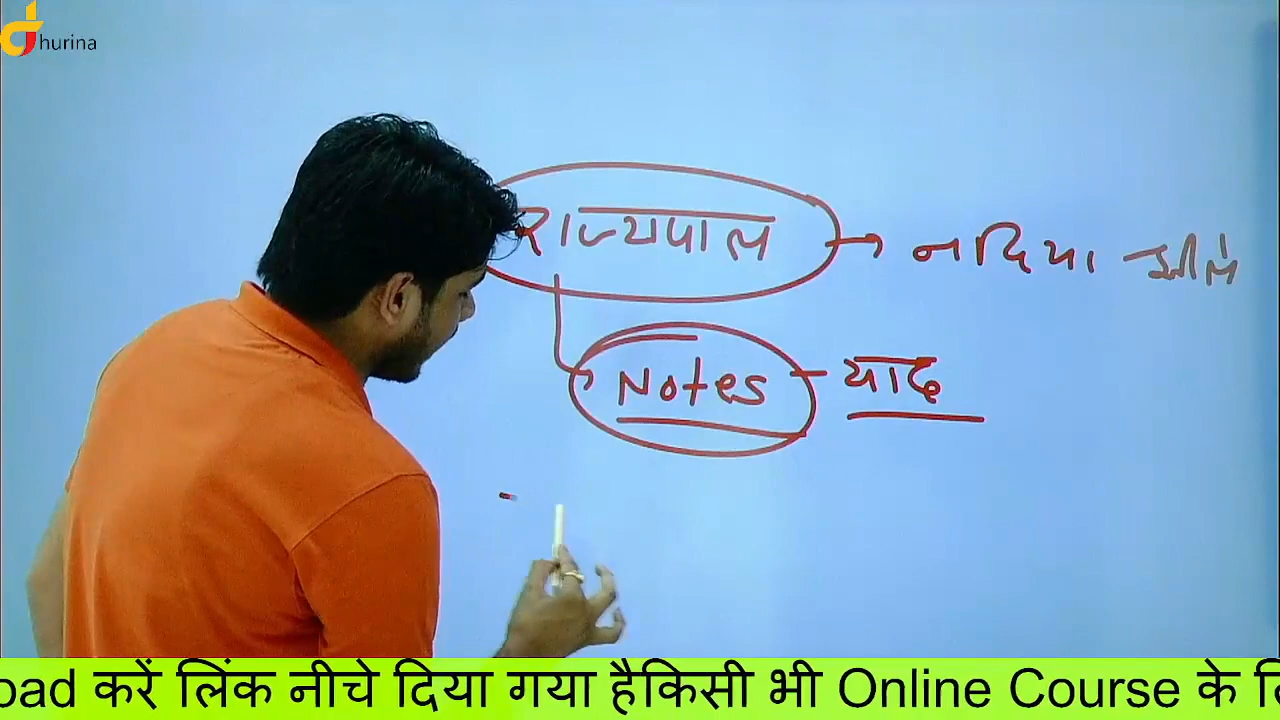 hurina
राज्यपाल → नदिया झीले
Notes - याद
oad करें लिंक नीचे दिया गया हैकिसी भी Online Course के लि